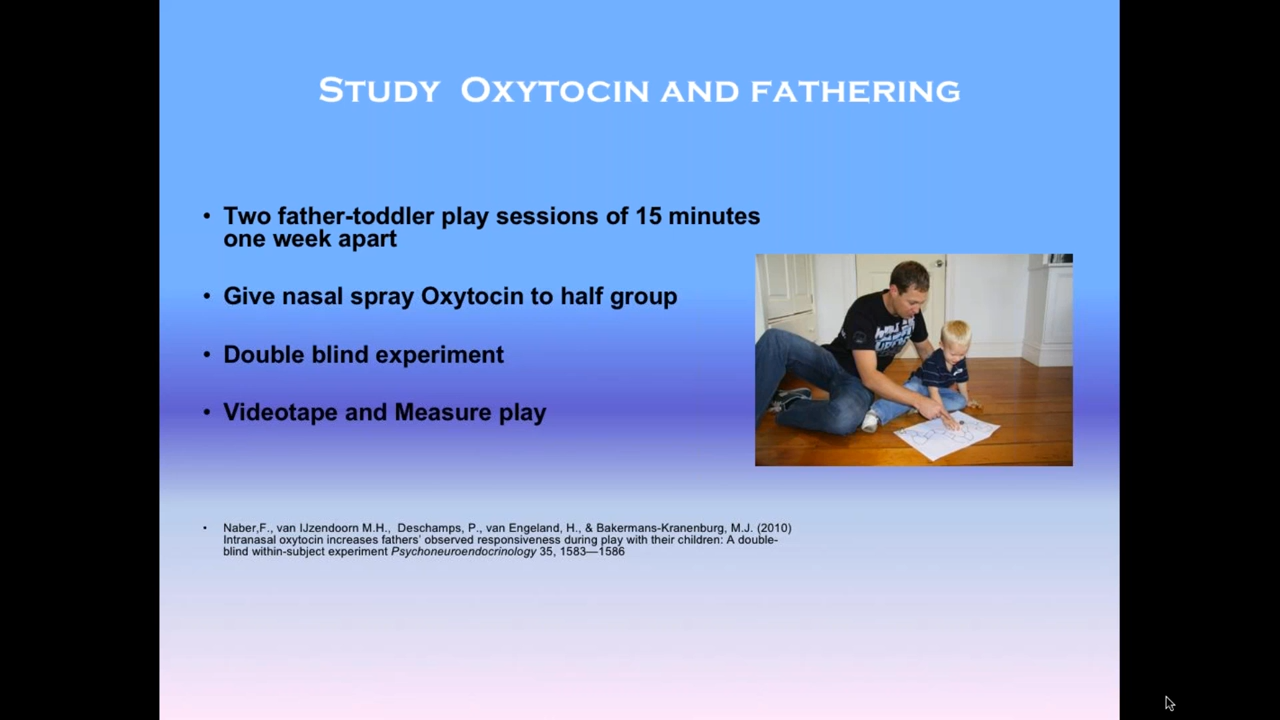 Study Oxytocin and fathering
• Two father-toddler play sessions of 15 minutes
one week apart
• Give nasal spray Oxytocin to half group
• Double blind experiment
• Videotape and Measure play
• Naber,F., van IJzendoorn M.H., Deschamps, P., van Engeland, H., & Bakermans-Kranenburg, M.J. (2010)
Intranasal oxytocin increases fathers' observed responsiveness during play with their children: A double-
blind within-subject experiment Psychoneuroendocrinology 35, 1583—1586